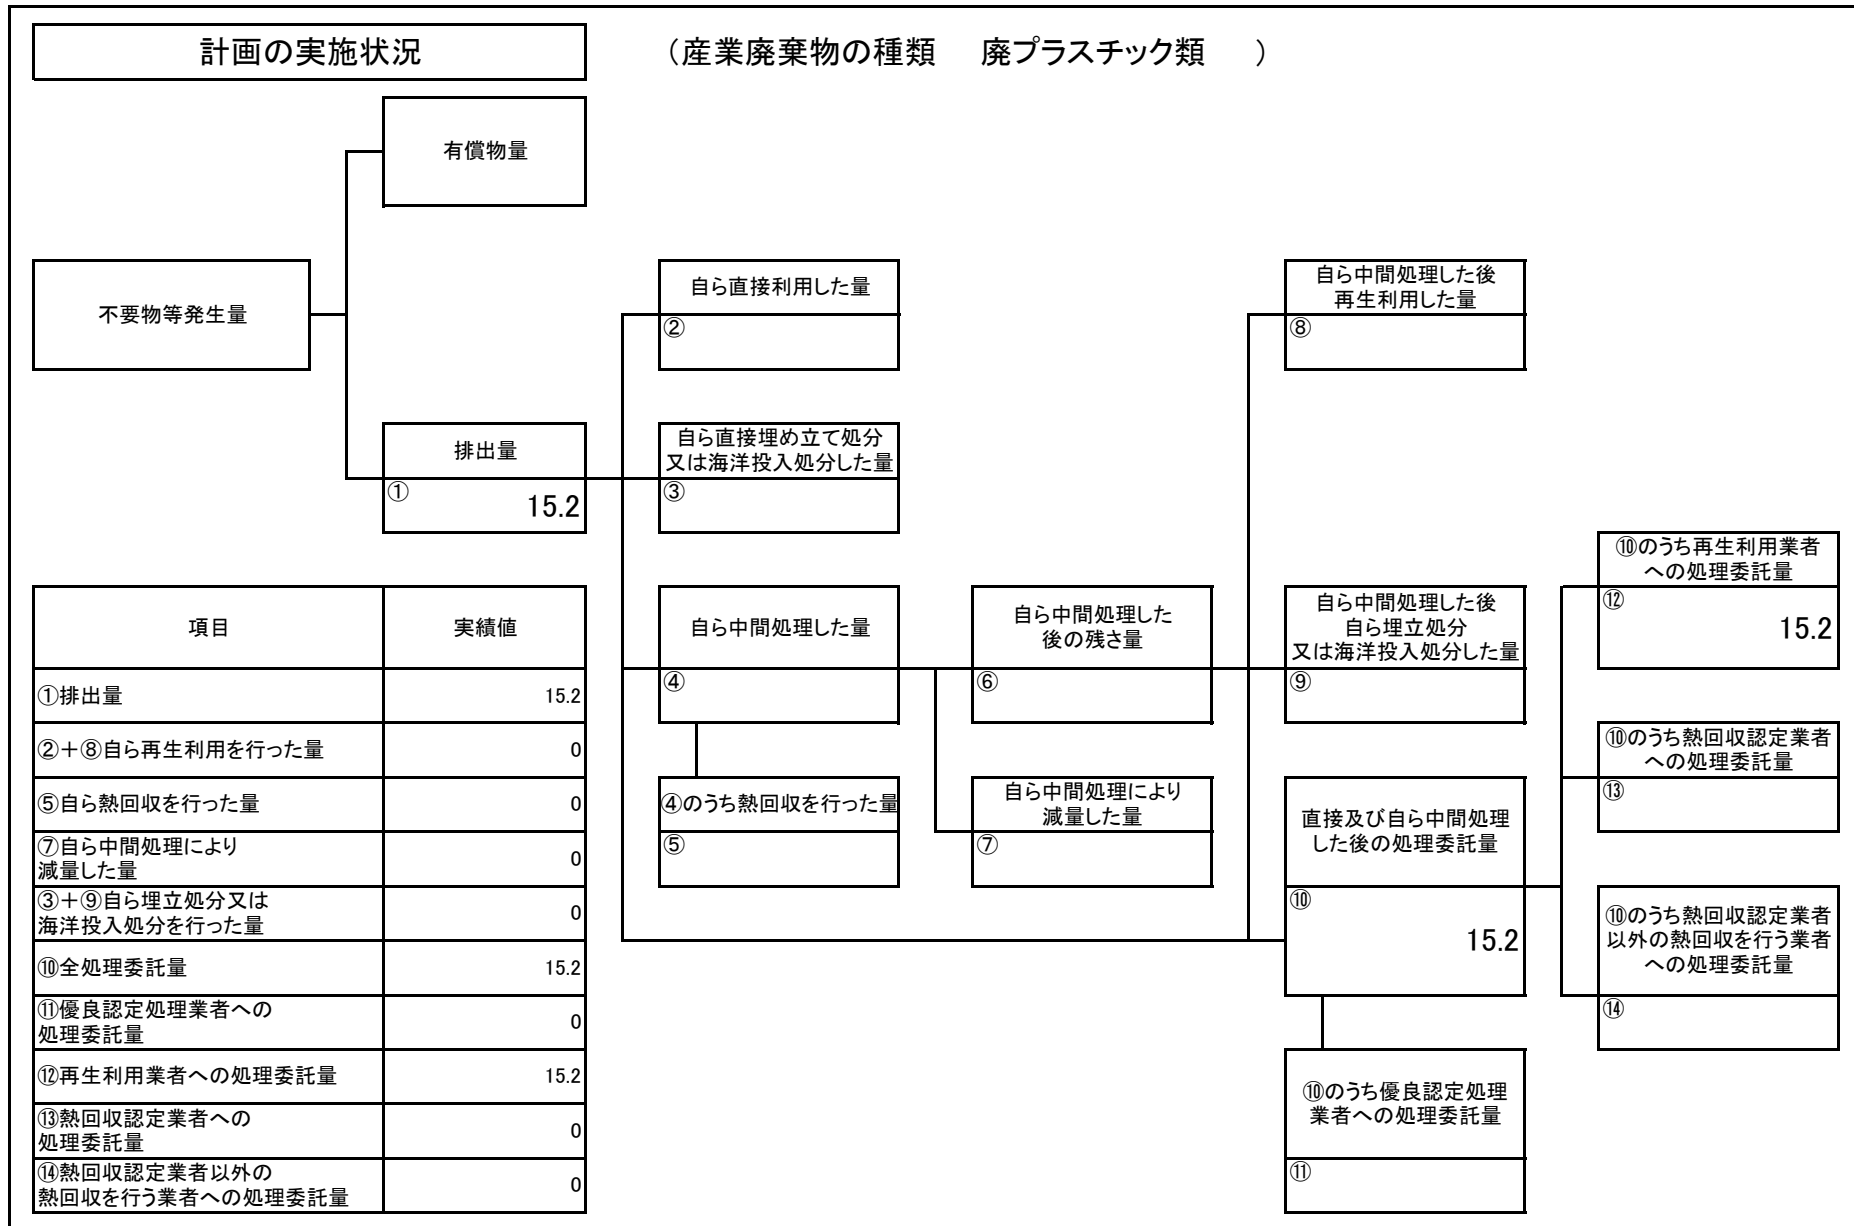 計画の実施状況
（産業廃棄物の種類　廃プラスチック類　）
有償物量
不要物等発生量
自ら直接利用した量
②
自ら中間処理した後
再生利用した量
⑧
排出量
①
15.2
自ら直接埋め立て処分
又は海洋投入処分した量
③
⑩のうち再生利用業者
への処理委託量
⑫
15.2
自ら中間処理した量
④
自ら中間処理した
後の残さ量
⑥
自ら中間処理した後
自ら埋立処分
又は海洋投入処分した量
⑨
⑩のうち熱回収認定業者
への処理委託量
⑬
④のうち熱回収を行った量
⑤
自ら中間処理により
減量した量
⑦
直接及び自ら中間処理
した後の処理委託量
⑩
15.2
⑩のうち熱回収認定業者
以外の熱回収を行う業者
への処理委託量
⑭
⑩のうち優良認定処理
業者への処理委託量
⑪
項目 実績値
①排出量 15.2
②＋⑧自ら再生利用を行った量 0
⑤自ら熱回収を行った量 0
⑦自ら中間処理により
減量した量 0
③＋⑨自ら埋立処分又は
海洋投入処分を行った量 0
⑩全処理委託量 15.2
⑪優良認定処理業者への
処理委託量 0
⑫再生利用業者への処理委託量 15.2
⑬熱回収認定業者への
処理委託量 0
⑭熱回収認定業者以外の
熱回収を行う業者への処理委託量 0